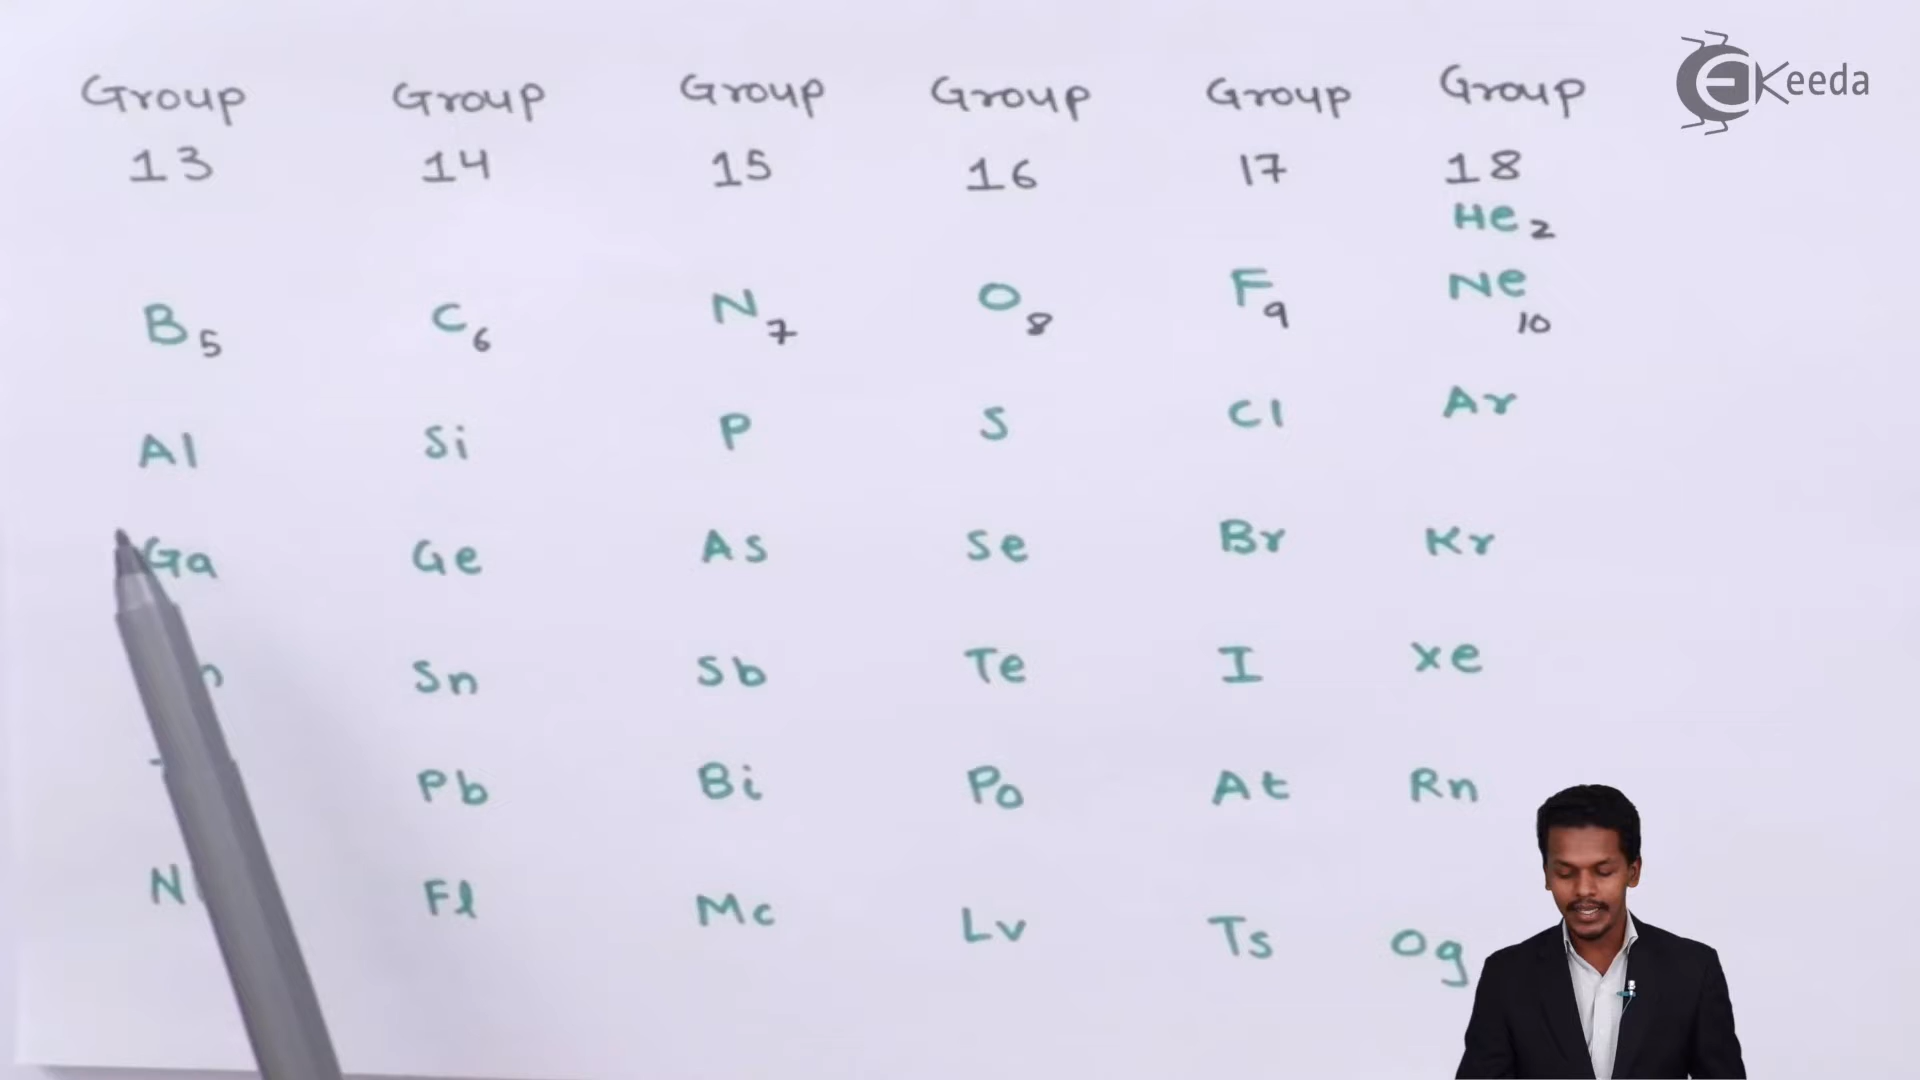 Group Group Group Group Group Group
13 14 15 16 17 18
He2
B5 C6 N7 O8 F9 Ne10
Al Si P S Cl Ar
Ga Ge As Se Br Kr
Sn Sb Te I Xe
Pb Bi Po At Rn
Fl Mc Lv Ts Og
EKeeda